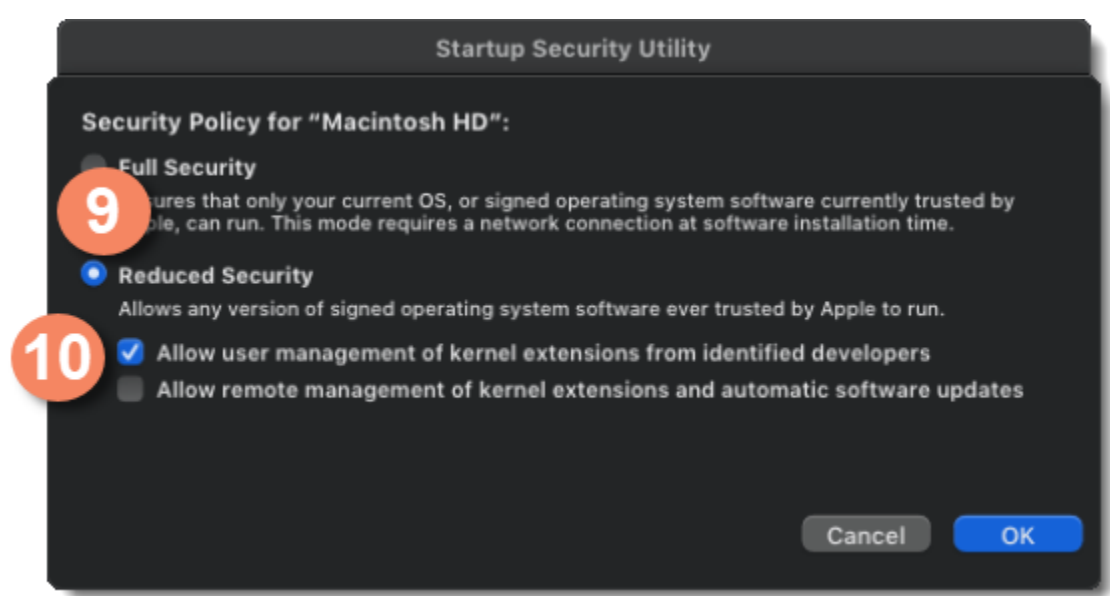 Startup Security Utility
Security Policy for "Macintosh HD":
Full Security
9
that only your current OS, or signed operating system software currently trusted by
can run. This mode requires a network connection at software installation time.
Reduced Security
Allows any version of signed operating system software ever trusted by Apple to run.
10
Allow user management of kernel extensions from identified developers
Allow remote management of kernel extensions and automatic software updates
Cancel OK